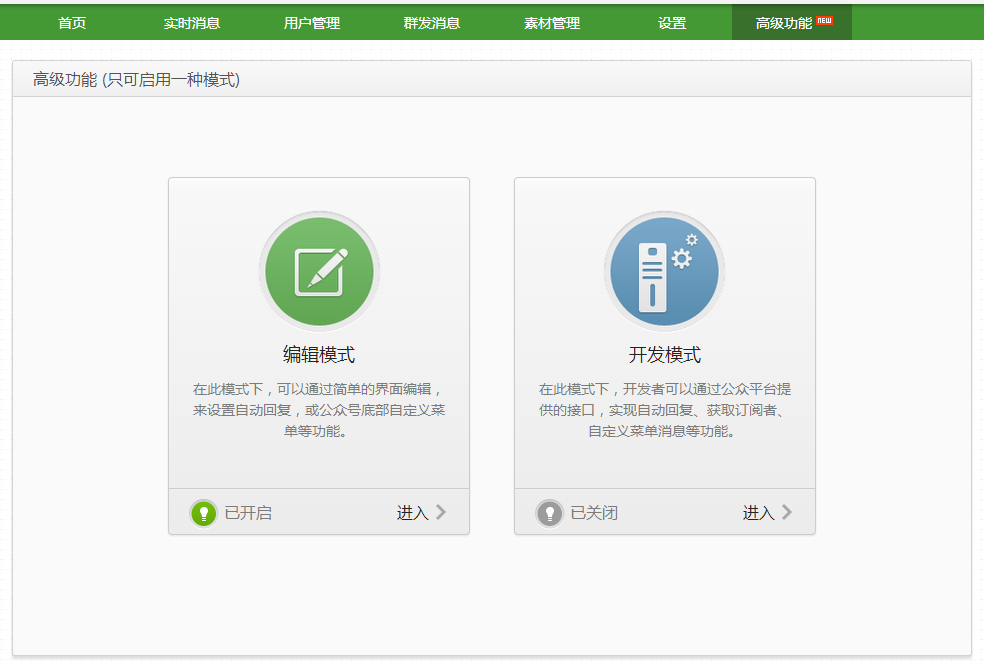 首页 实时消息 用户管理 群发消息 素材管理 设置 高级功能 NEW
高级功能 (只可启用一种模式)
编辑模式
在此模式下，可以通过简单的界面编辑，
来设置自动回复，或公众号底部自定义菜
单等功能。
已开启 进入
开发模式
在此模式下，开发者可以通过公众平台提
供的接口，实现自动回复、获取订阅者、
自定义菜单消息等功能。
已关闭 进入